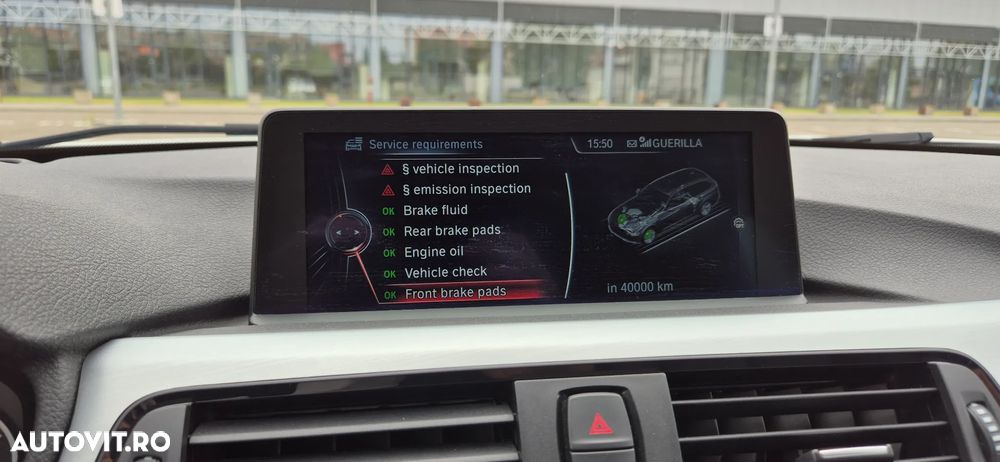 Service requirements
15:50 GUERILLA
§ vehicle inspection
§ emission inspection
OK Brake fluid
OK Rear brake pads
OK Engine oil
OK Vehicle check
OK Front brake pads
in 40000 km
AUTOVIT.RO